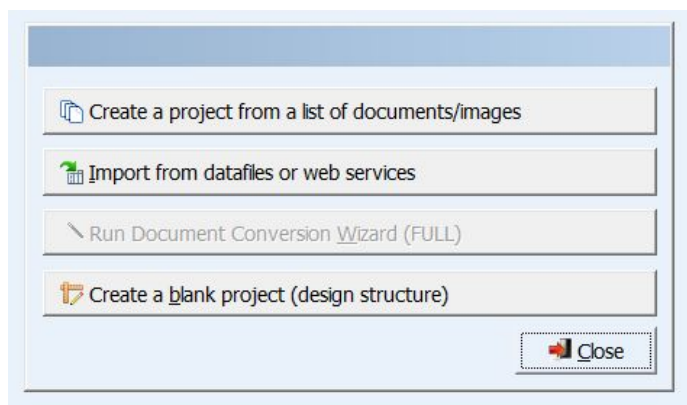 Create a project from a list of documents/images
Import from datafiles or web services
Run Document Conversion Wizard (FULL)
Create a blank project (design structure)
Close